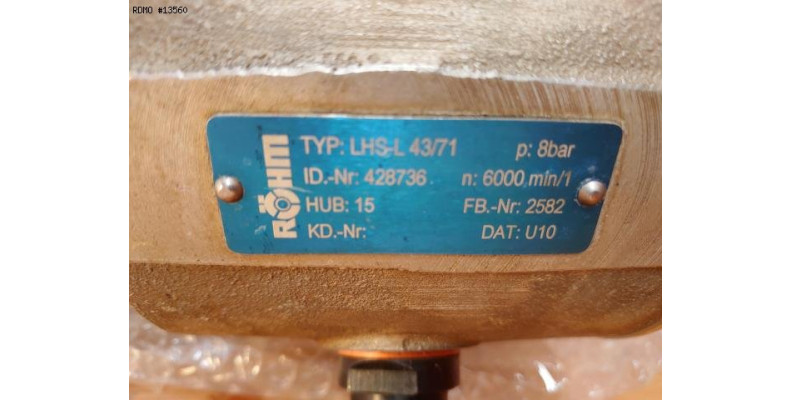 RDMO #13560
RÖHM
TYP: LHS-L 43/71 p: 8bar
ID.-Nr: 428736 n: 6000 min/1
HUB: 15 FB.-Nr: 2582
KD.-Nr: DAT: U10